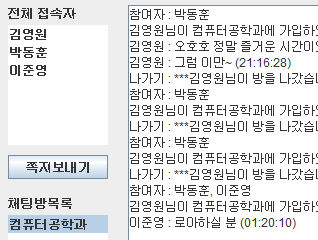 전체 접속자
김영원
박동훈
이준영
쪽지보내기
채팅방목록
컴퓨터공학과
참여자 : 박동훈
김영원님이 컴퓨터공학과에 가입하
김영원 : 오호호 정말 즐거운 시간이
김영원 : 그럼 이만~ (21:16:28)
나가기 : ***김영원님이 방을 나갔습
참여자 : 박동훈
김영원님이 컴퓨터공학과에 가입하
나가기 : ***김영원님이 방을 나갔습
참여자 : 박동훈
김영원님이 컴퓨터공학과에 가입하
나가기 : ***김영원님이 방을 나갔습
참여자 : 박동훈, 이준영
김영원님이 컴퓨터공학과에 가입하
이준영 : 로아하실 분 (01:20:10)